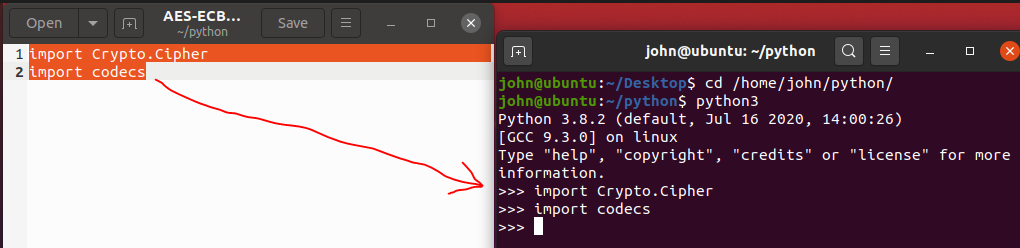 Open
AES-ECB...
~/python
Save
1 import Crypto.Cipher
2 import codecs
john@ubuntu: ~/python
john@ubuntu:~/Desktop$ cd /home/john/python/
john@ubuntu:~/python$ python3
Python 3.8.2 (default, Jul 16 2020, 14:00:26)
[GCC 9.3.0] on linux
Type "help", "copyright", "credits" or "license" for more
information.
>>> import Crypto.Cipher
>>> import codecs
>>>